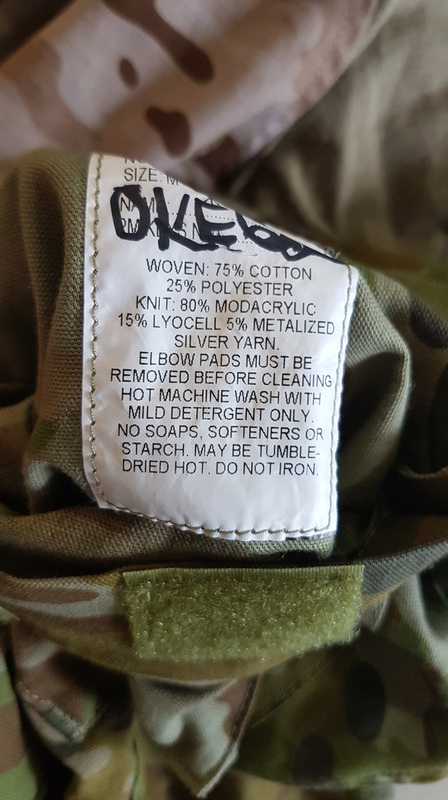 SIZE: M
OKE
WOVEN: 75% COTTON
25% POLYESTER
KNIT: 80% MODACRYLIC
15% LYOCELL 5% METALIZED
SILVER YARN.
ELBOW PADS MUST BE
REMOVED BEFORE CLEANING
HOT MACHINE WASH WITH
MILD DETERGENT ONLY.
NO SOAPS, SOFTENERS OR
STARCH. MAY BE TUMBLE-
DRIED HOT. DO NOT IRON.